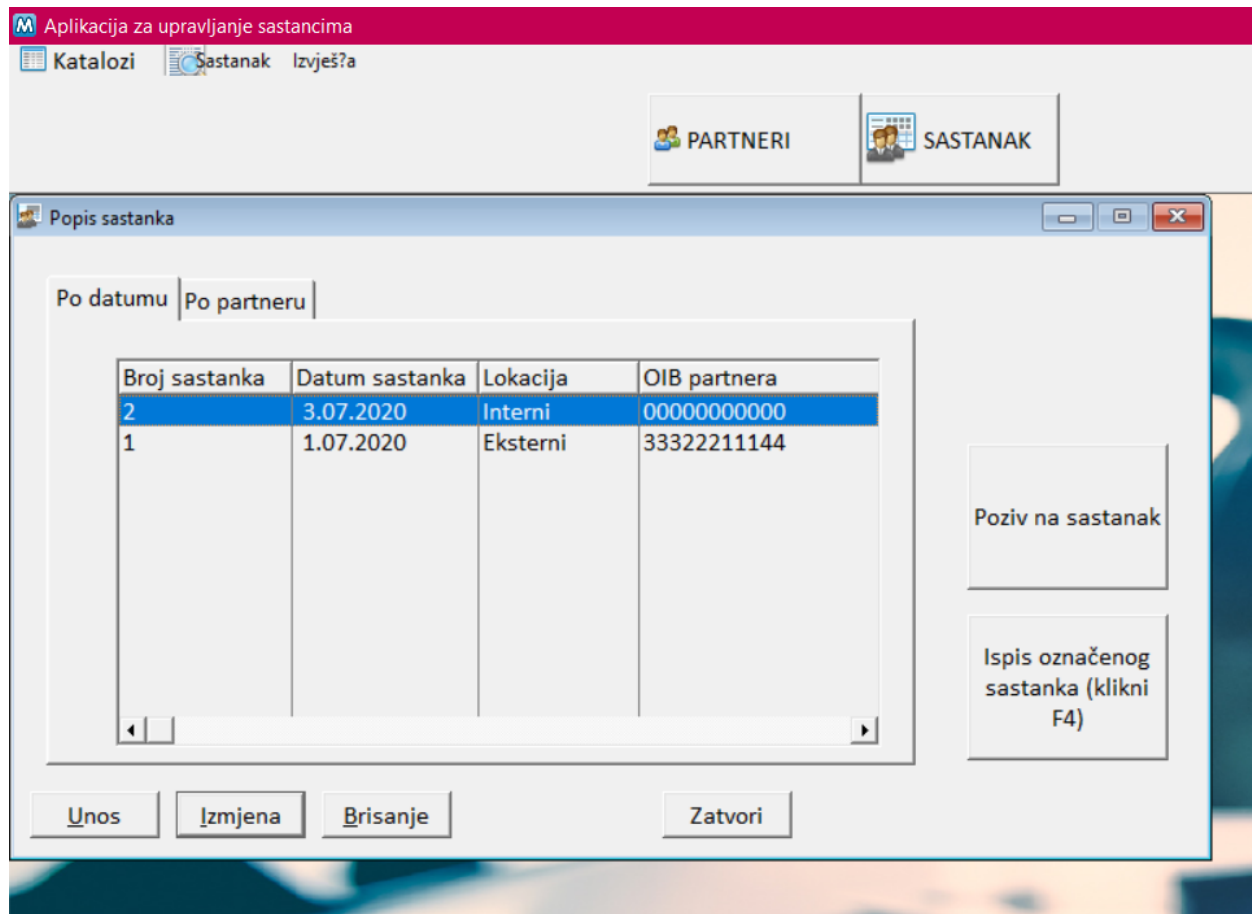 Aplikacija za upravljanje sastancima
Katalozi Sastanak Izvješ?a
PARTNERI SASTANAK
Popis sastanka
Po datumu Po partneru
Broj sastanka Datum sastanka Lokacija OIB partnera
2 3.07.2020 Interni 00000000000
1 1.07.2020 Eksterni 33322211144
Poziv na sastanak
Ispis označenog
sastanka (klikni
F4)
Unos Izmjena Brisanje Zatvori